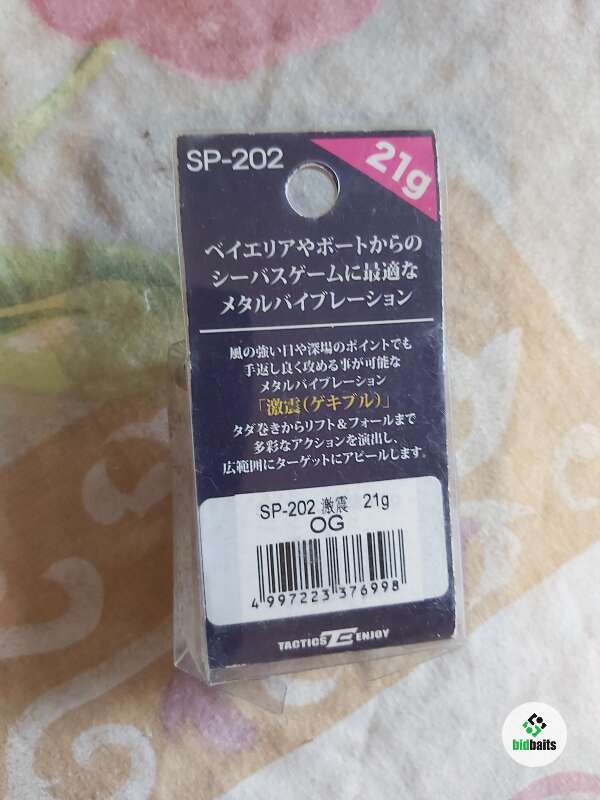 SP-202
21g
ベイエリアやボートからの
シーバスゲームに最適な
メタルバイブレーション
風の強い日や深場のポイントでも
手返し良く攻める事が可能な
メタルバイブレーション
「激震(ゲキブル)」
タダ巻きからリフト&フォールまで
多彩なアクションを演出し、
広範囲にターゲットにアピールします。
SP-202 激震 21g
OG
4 997223 376998
TACTICS ENJOY
bidbaits